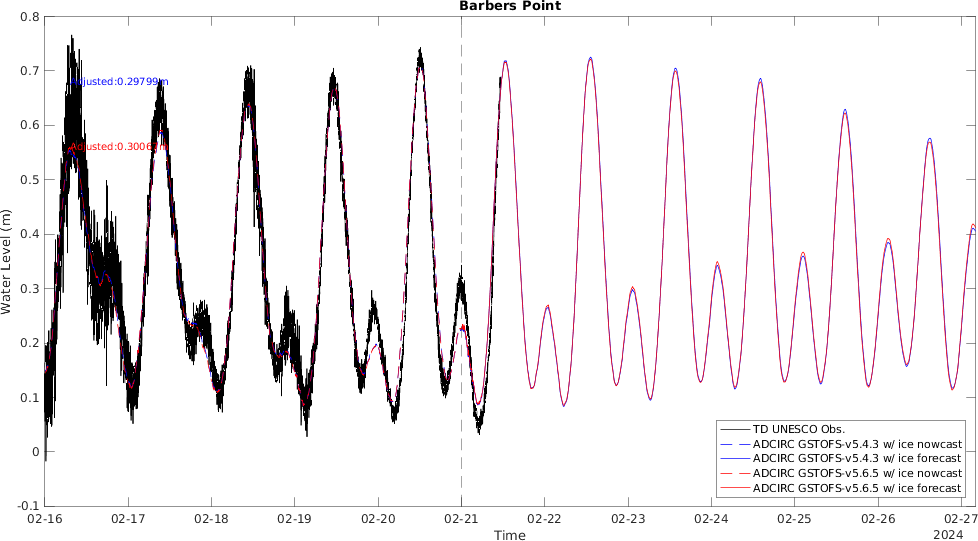 Barbers Point
0.8
0.7
0.6
0.5
0.4
0.3
0.2
0.1
0
-0.1
Water Level (m)
Adjusted:0.29799m
Adjusted:0.3006
02-16
02-17
02-18
02-19
02-20
02-21
02-22
02-23
02-24
02-25
02-26
02-27
2024
Time
TD UNESCO Obs.
ADCIRC GSTOFS-v5.4.3 w/ ice nowcast
ADCIRC GSTOFS-v5.4.3 w/ ice forecast
ADCIRC GSTOFS-v5.6.5 w/ ice nowcast
ADCIRC GSTOFS-v5.6.5 w/ ice forecast